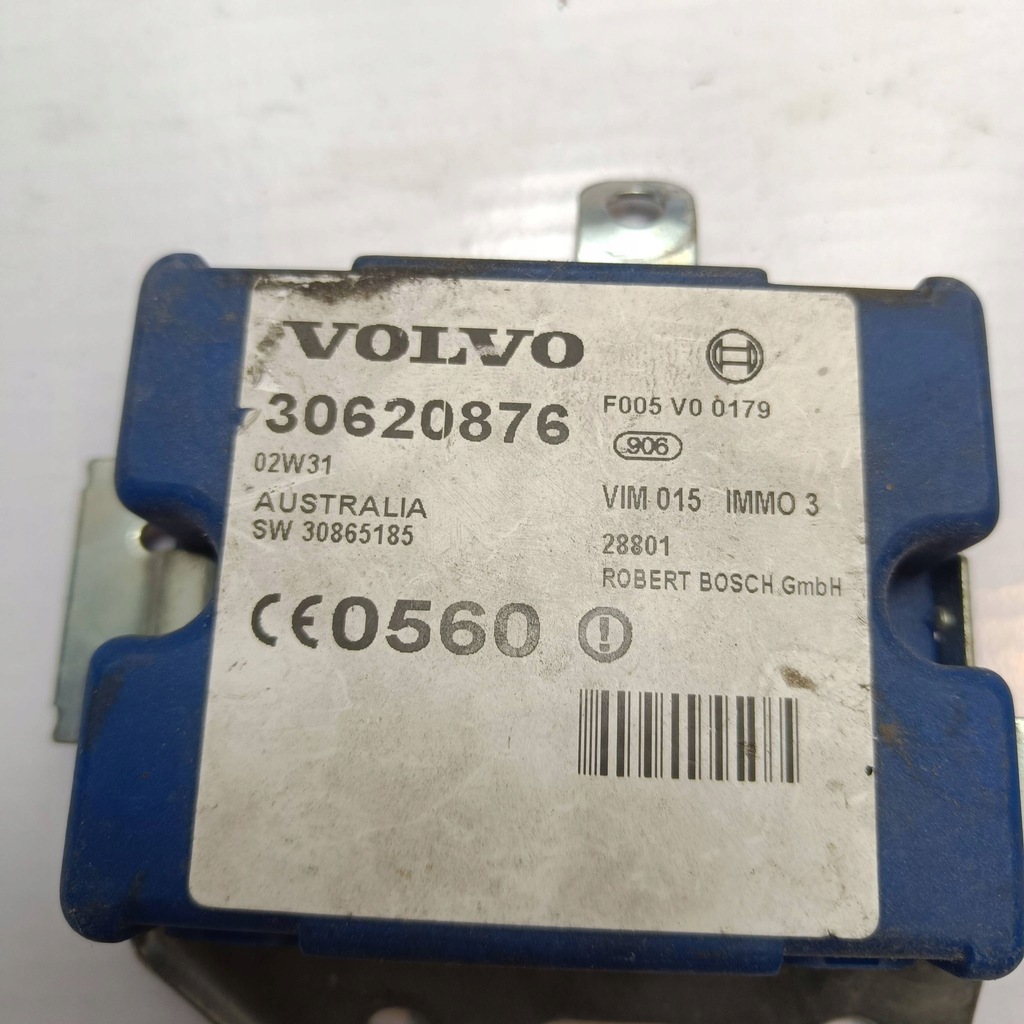 VOLVO
30620876
02W31
AUSTRALIA
SW 30865185
CE0560
F005 V0 0179
906
VIM 015 IMMO 3
28801
ROBERT BOSCH GmbH